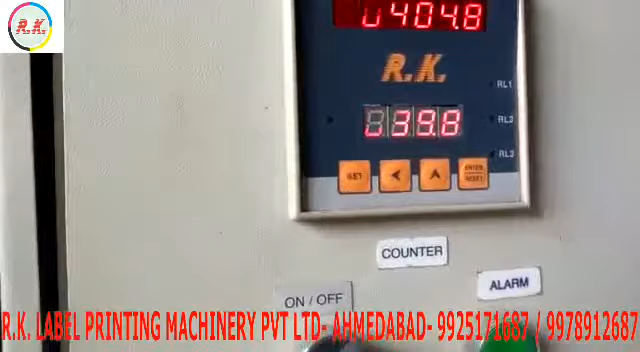 R.K.
u404.8
R.K.
RL1
u39.8
RL2
RL3
SET
ENTER
RESET
COUNTER
ALARM
ON / OFF
R.K. LABEL PRINTING MACHINERY PVT LTD- AHMEDABAD- 9925171687 / 9978912687